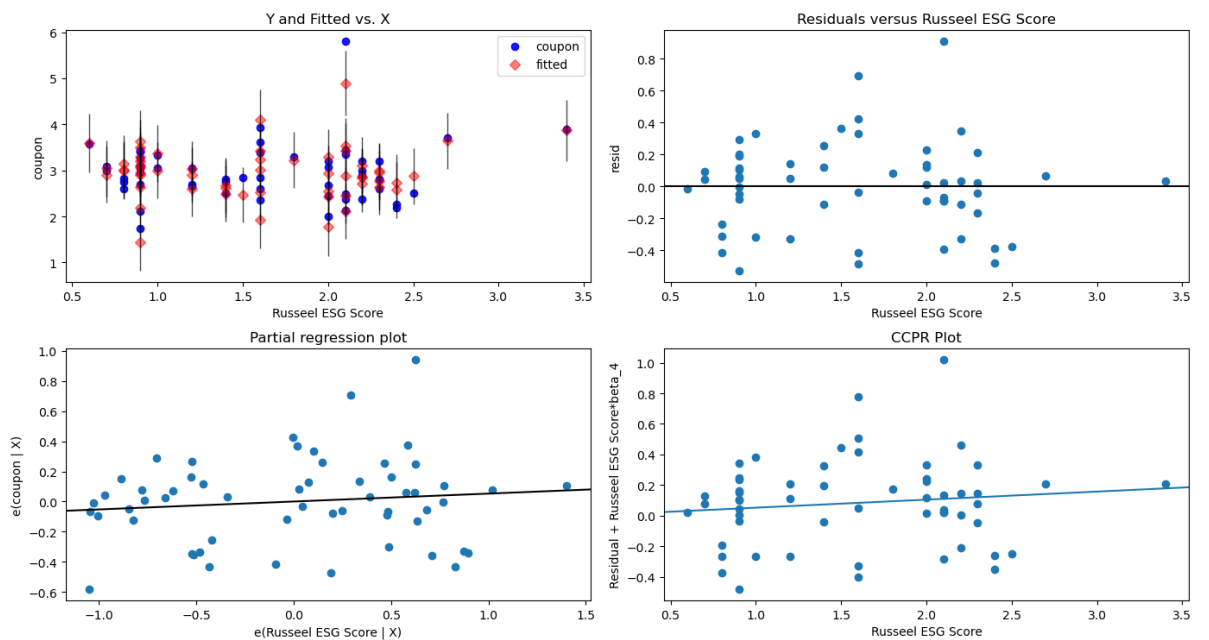 Y and Fitted vs. X
6
5
4
3
2
1
coupon
coupon
fitted
0.5 1.0 1.5 2.0 2.5 3.0 3.5
Russeel ESG Score
Residuals versus Russeel ESG Score
0.8
0.6
0.4
0.2
0.0
−0.2
−0.4
resid
0.5 1.0 1.5 2.0 2.5 3.0 3.5
Russeel ESG Score
Partial regression plot
1.0
0.8
0.6
0.4
0.2
0.0
−0.2
−0.4
−0.6
e(coupon | X)
−1.0 −0.5 0.0 0.5 1.0 1.5
e(Russeel ESG Score | X)
CCPR Plot
1.0
0.8
0.6
0.4
0.2
0.0
−0.2
−0.4
Residual + Russeel ESG Score*beta_4
0.5 1.0 1.5 2.0 2.5 3.0 3.5
Russeel ESG Score